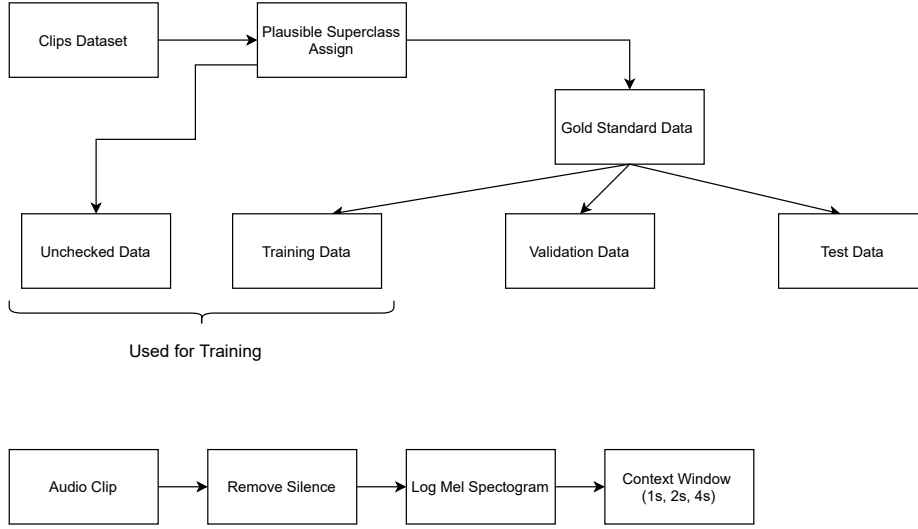 Clips Dataset
Plausible Superclass
Assign
Gold Standard Data
Unchecked Data
Training Data
Validation Data
Test Data
Used for Training
Audio Clip
Remove Silence
Log Mel Spectogram
Context Window
(1s, 2s, 4s)